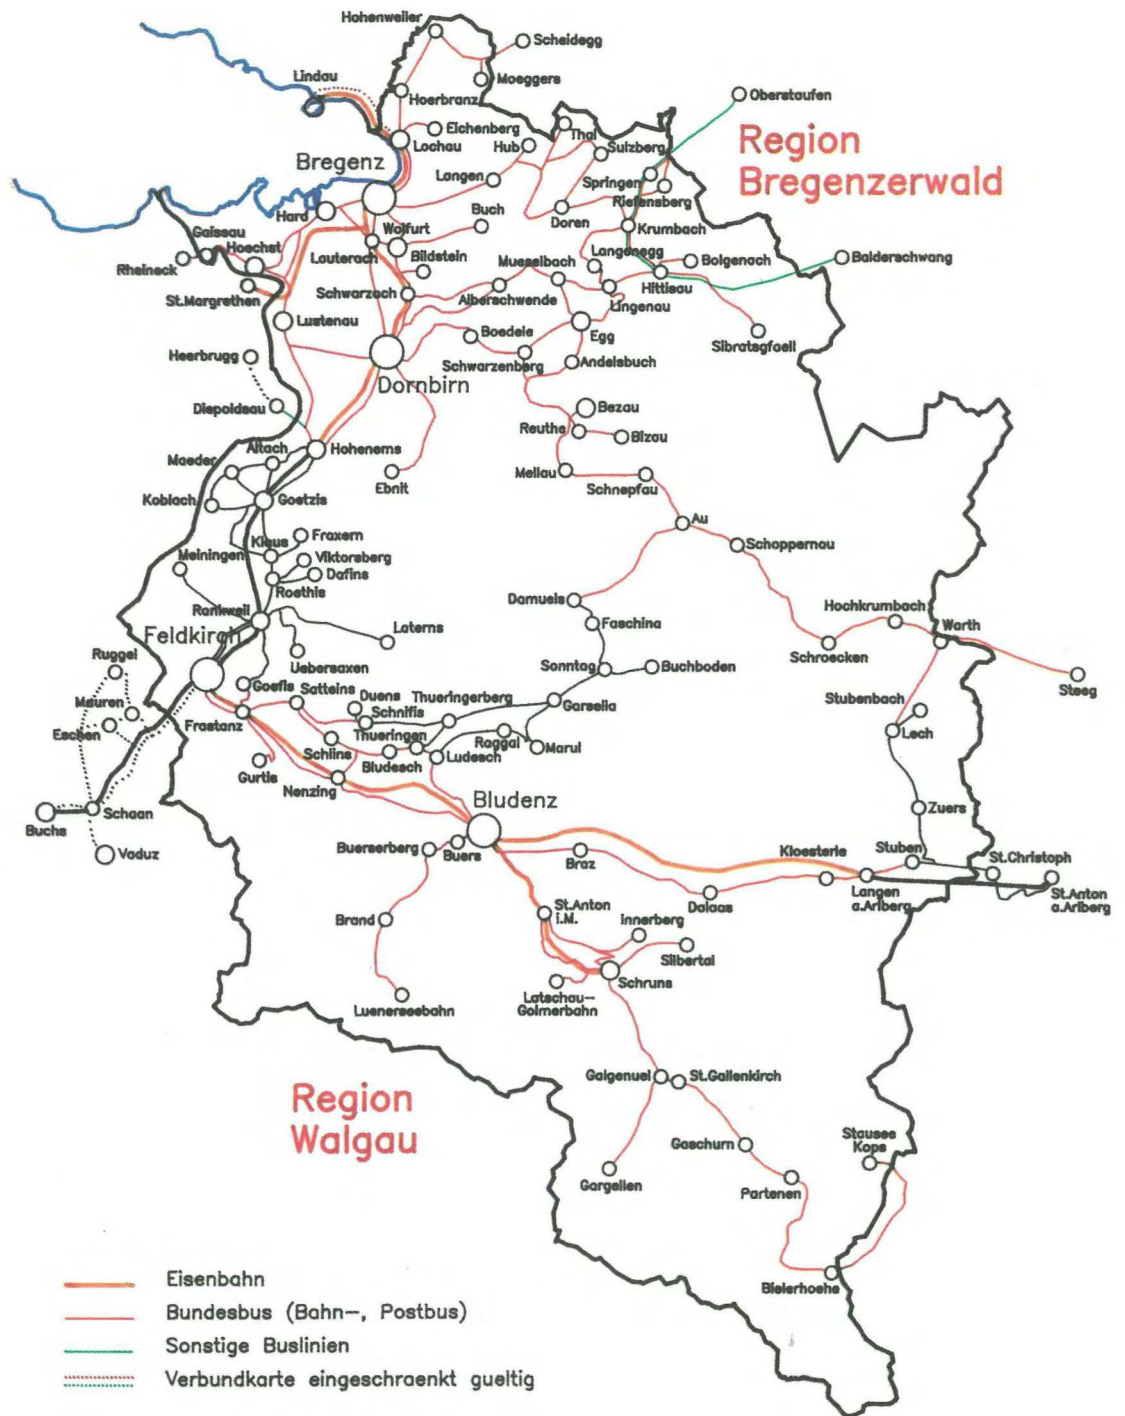 Hohenweiler
Scheidegg
Moeggers
Lindau
Hoerbranz
Oberstaufen
Eichenberg
Lochau
Hub
Thal
Sulzberg
Region
Bregenzerwald
Bregenz
Langen
Springen
Riefensberg
Hard
Buch
Doren
Krumbach
Wolfurt
Gaissau
Hoechst
Rheineck
Lauterach
Bildstein
Langenegg
Bolgenach
Balderschwang
Hittisau
Muselbach
St.Margrethen
Schwarzach
Alberschwende
Lingenau
Lustenau
Boedele
Egg
Sibratsgfaell
Heerbrugg
Schwarzenberg
Andelsbuch
Dornbirn
Diepoldsau
Bezau
Reuthe
Bizau
Altach
Hohenems
Maeder
Mellau
Schnepfau
Ebnit
Koblach
Goetzis
Au
Klaus
Fraxern
Schoppernau
Meiningen
Viktorsberg
Dafins
Roethis
Damuels
Hochkrumbach
Rankweil
Faschina
Warth
Laterns
Feldkirch
Schroecken
Ruggel
Uebersaxen
Sonntag
Buchboden
Steeg
Goefis
Satteins
Duens
Thueringerberg
Stubenbach
Mauren
Schnifis
Garsella
Eschen
Frastanz
Thueringen
Raggal
Marul
Lech
Schlins
Bludesch
Ludesch
Gurtis
Nenzing
Bludenz
Schaan
Zuers
Buchs
Vaduz
Buerserberg
Buers
Braz
Kloesterle
Stuben
St.Christoph
Langen
a.Arlberg
St.Anton
a.Arlberg
Dalaas
Brand
St.Anton
i.M.
Innerberg
Silbertal
Schruns
Luenerseebahn
Latschau-
Golmerbahn
Galgenuel
St.Gallenkirch
Region
Walgau
Gaschurn
Stausee
Kops
Gargellen
Partenen
Bielerhoehe
Eisenbahn
Bundesbus (Bahn-, Postbus)
Sonstige Buslinien
Verbundkarte eingeschraenkt gueltig